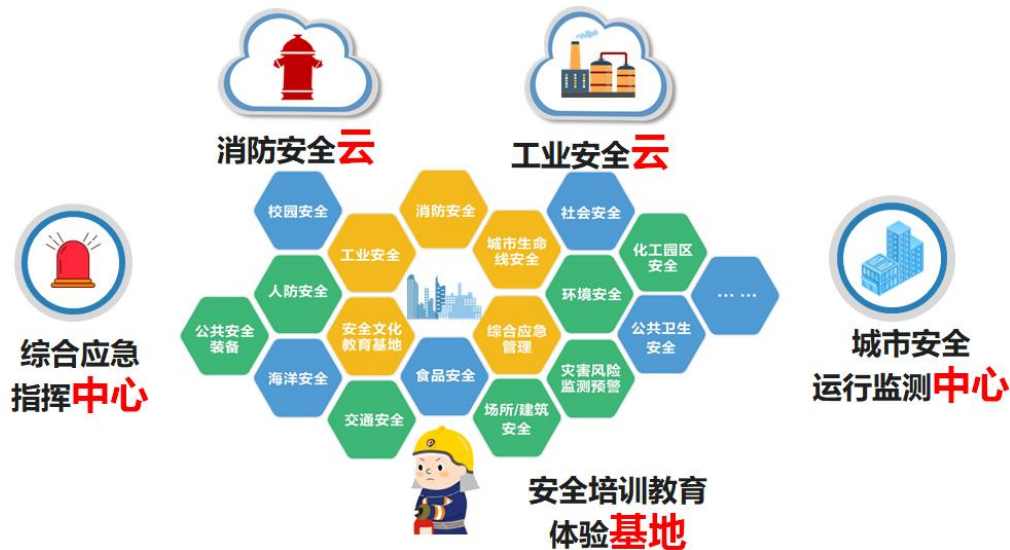 消防安全云
工业安全云
校园安全
消防安全
社会安全
工业安全
城市生命
线安全
化工园区
安全
人防安全
环境安全
... ...
公共安全
装备
安全文化
教育基地
综合应急
管理
公共卫生
安全
海洋安全
食品安全
灾害风险
监测预警
交通安全
场所/建筑
安全
综合应急
指挥中心
城市安全
运行监测中心
安全培训教育
体验基地